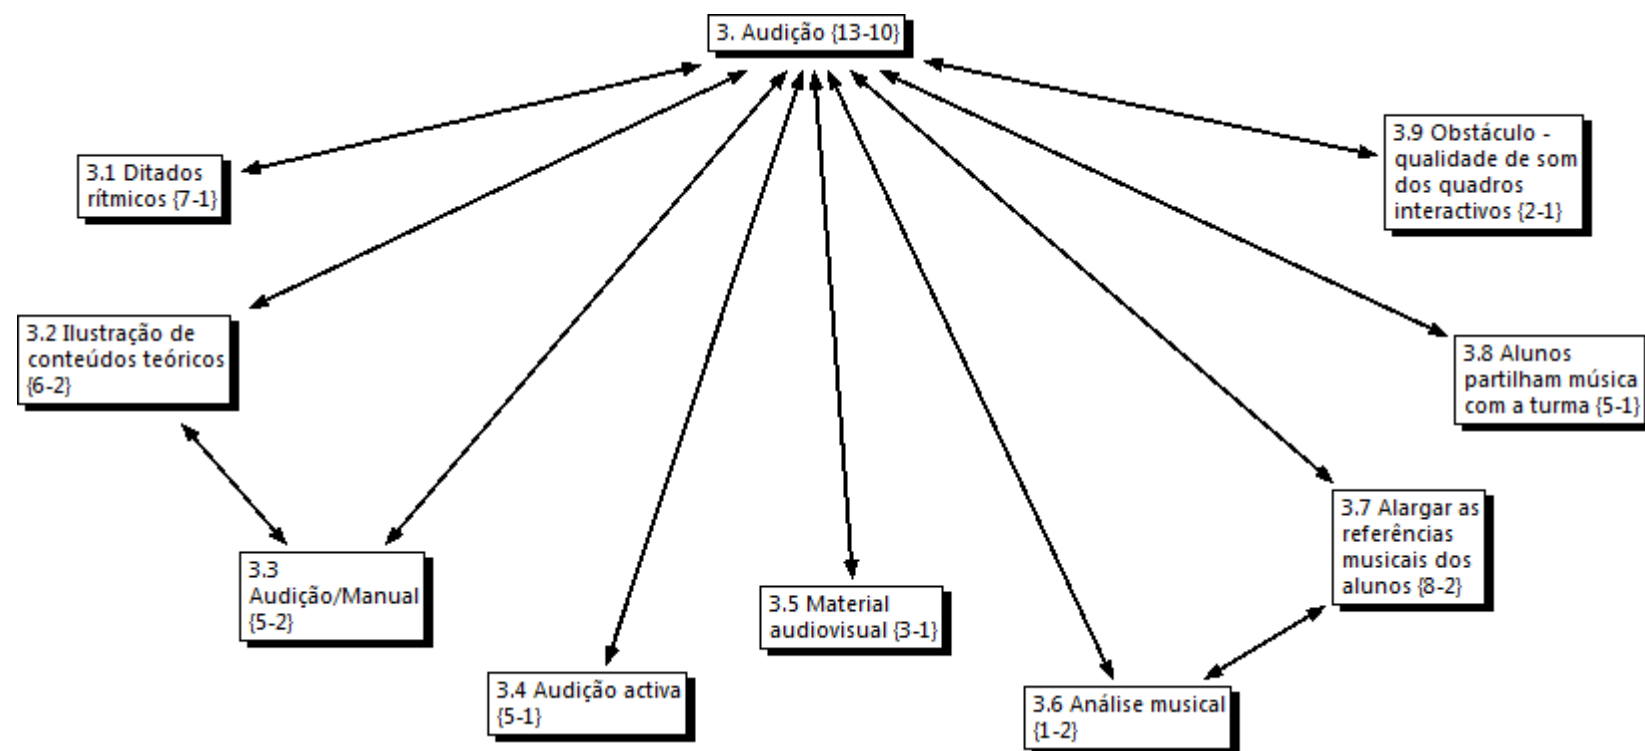 3. Audição {13-10}
3.1 Ditados
rítmicos {7-1}
3.2 Ilustração de
conteúdos teóricos
{6-2}
3.3
Audição/Manual
{5-2}
3.4 Audição activa
{5-1}
3.5 Material
audiovisual {3-1}
3.6 Análise musical
{1-2}
3.7 Alargar as
referências
musicais dos
alunos {8-2}
3.8 Alunos
partilham música
com a turma {5-1}
3.9 Obstáculo -
qualidade de som
dos quadros
interactivos {2-1}